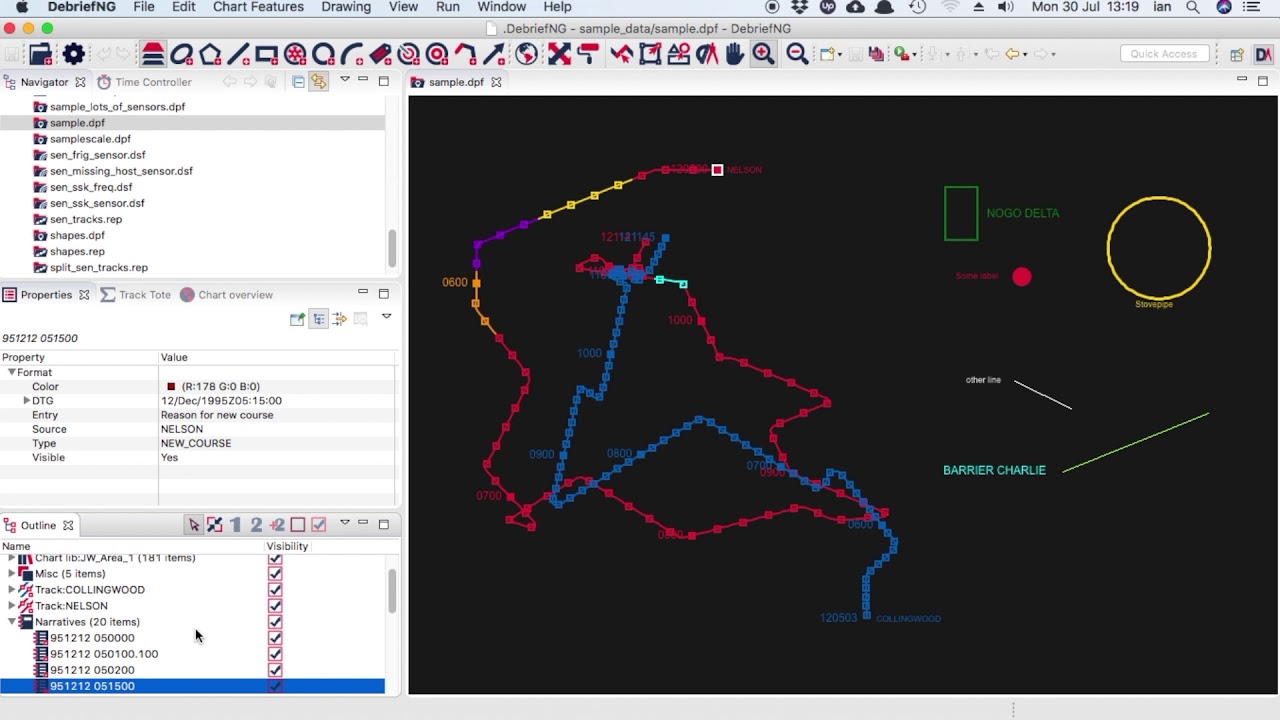 DebriefNG File Edit Chart Features Drawing View Run Window Help Mon 30 Jul 13:19 ian
.DebriefNG - sample_data/sample.dpf - DebriefNG
Quick Access
Navigator Time Controller
sample_lots_of_sensors.dpf
sample.dpf
samplescale.dpf
sen_frig_sensor.dsf
sen_missing_host_sensor.dsf
sen_ssk_freq.dsf
sen_ssk_sensor.dsf
sen_tracks.rep
shapes.dpf
shapes.rep
split_sen_tracks.rep
Properties Track Tote Chart overview
951212 051500
Property Value
Format
Color (R:178 G:0 B:0)
DTG 12/Dec/1995Z05:15:00
Entry Reason for new course
Source NELSON
Type NEW_COURSE
Visible Yes
Outline
Name Visibility
Chart lib:JW_Area_1 (181 items)
Misc (5 items)
Track:COLLINGWOOD
Track:NELSON
Narratives (20 items)
951212 050000
951212 050100.100
951212 050200
951212 051500
sample.dpf
NELSON
NOGO DELTA
Some label
Stovepipe
0600
1000
1000
other line
0900
0800
0700
0900
BARRIER CHARLIE
0700
0600
120503 COLLINGWOOD